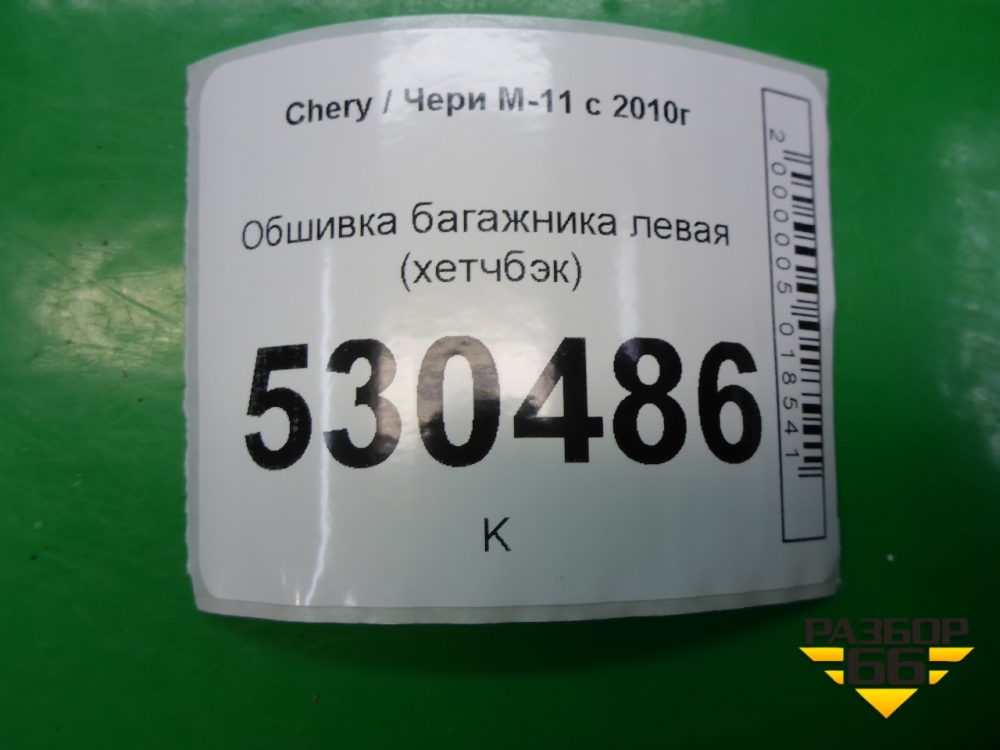 Chery / Чери М-11 с 2010г
Обшивка багажника левая
(хетчбэк)
530486
К
2000005018541
РАЗБОР
66